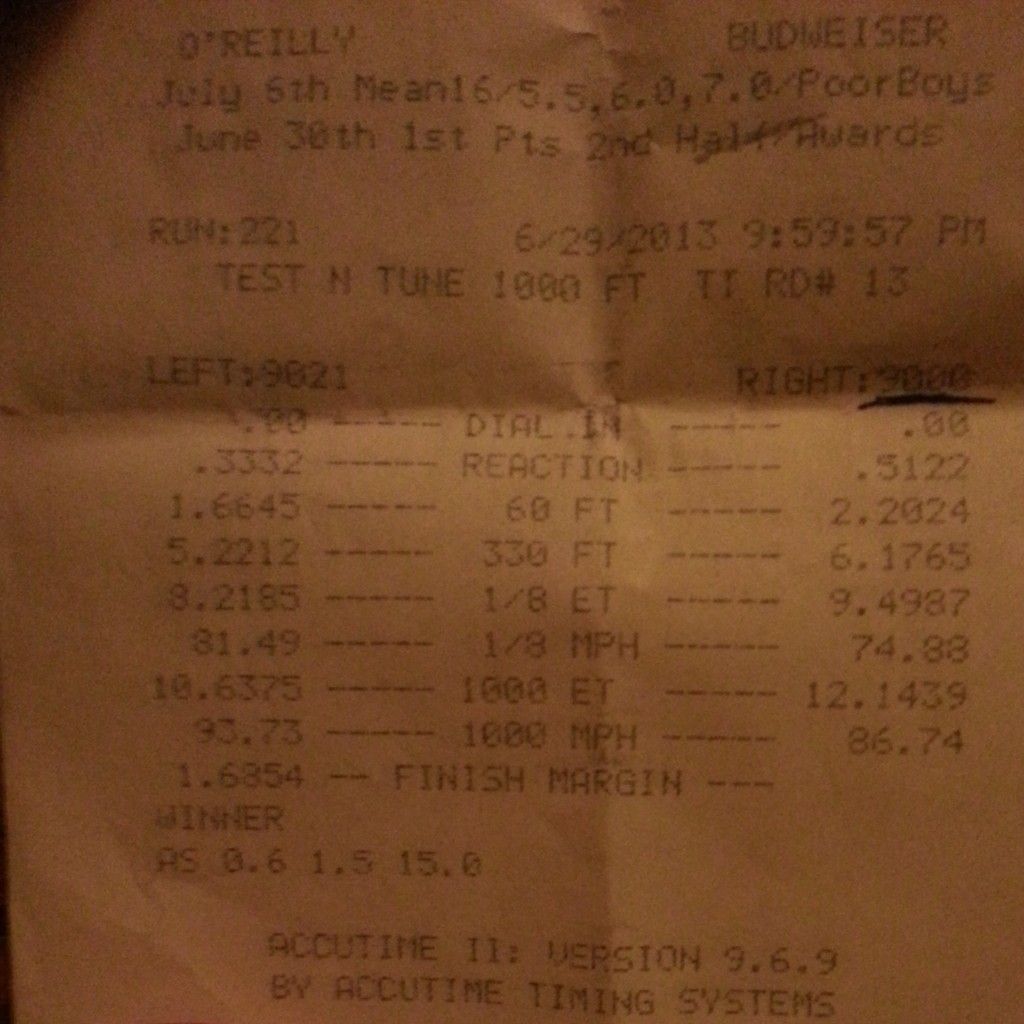 O'REILLY BUDWEISER
July 6th Mean16/5.5,6.0,7.0/PoorBoys
June 30th 1st Pts 2nd Half/Awards
RUN:221 6/29/2013 9:59:57 PM
TEST N TUNE 1000 FT TT RD# 13
LEFT:9021 RIGHT:9000
.00 ----- DIAL IN ----- .00
.3332 ----- REACTION ----- .5122
1.6645 ----- 60 FT ----- 2.2024
5.2212 ----- 330 FT ----- 6.1765
8.2185 ----- 1/8 ET ----- 9.4987
81.49 ----- 1/8 MPH ----- 74.88
10.6375 ----- 1000 ET ----- 12.1439
93.73 ----- 1000 MPH ----- 86.74
1.6854 -- FINISH MARGIN ---
WINNER
AS 0.6 1.5 15.0
ACCUTIME II: VERSION 9.6.9
BY ACCUTIME TIMING SYSTEMS